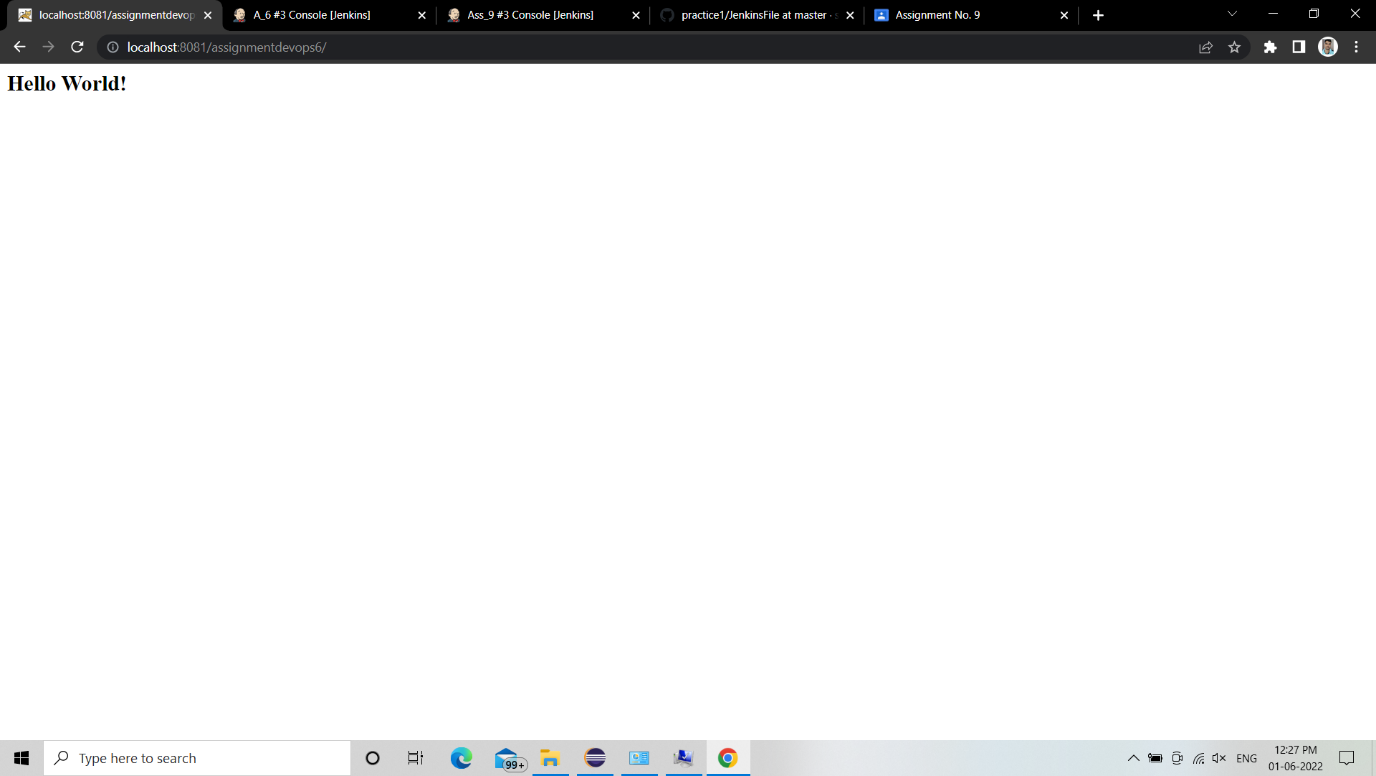 localhost:8081/assignmentdevop
A_6 #3 Console [Jenkins]
Ass_9 #3 Console [Jenkins]
practice1/JenkinsFile at master ·
Assignment No. 9
localhost:8081/assignmentdevops6/
Hello World!
Type here to search
99+
ENG
12:27 PM
01-06-2022